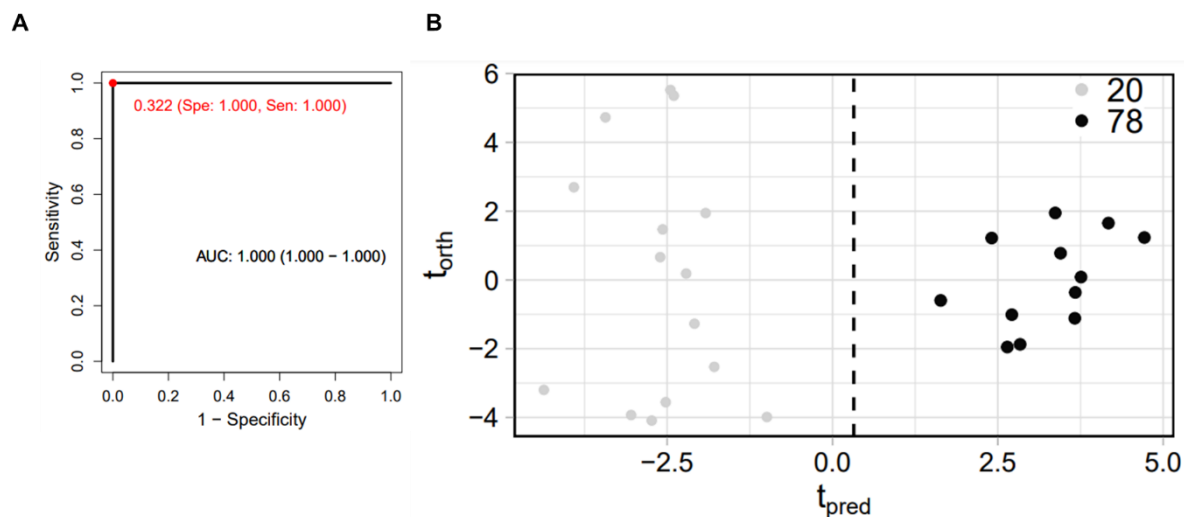 A
B
Sensitivity
1.0
0.8
0.6
0.4
0.2
0.0
0.322 (Spe: 1.000, Sen: 1.000)
AUC: 1.000 (1.000 − 1.000)
0.0 0.2 0.4 0.6 0.8 1.0
1 − Specificity
t_orth
6
4
2
0
−2
−4
20
78
−2.5 0.0 2.5 5.0
t_pred